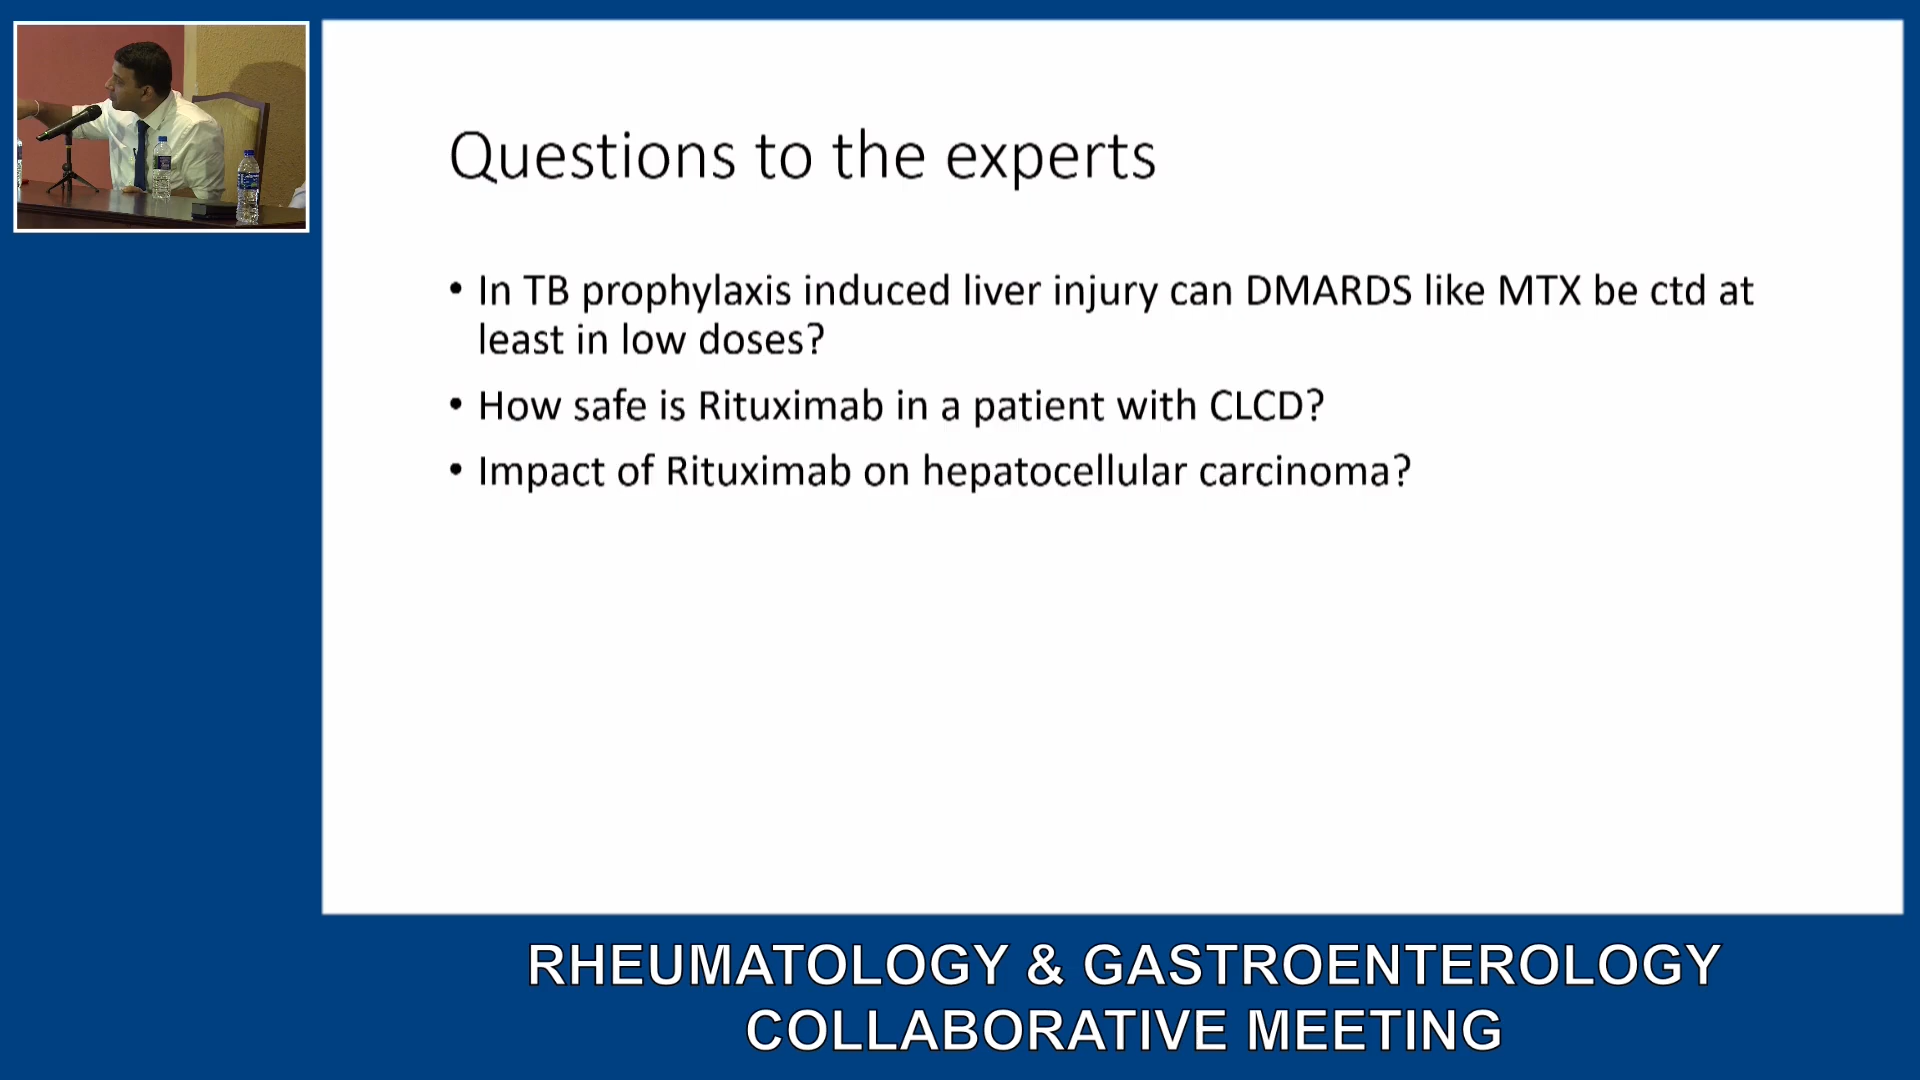 Questions to the experts
• In TB prophylaxis induced liver injury can DMARDS like MTX be ctd at
least in low doses?
• How safe is Rituximab in a patient with CLCD?
• Impact of Rituximab on hepatocellular carcinoma?
RHEUMATOLOGY & GASTROENTEROLOGY
COLLABORATIVE MEETING